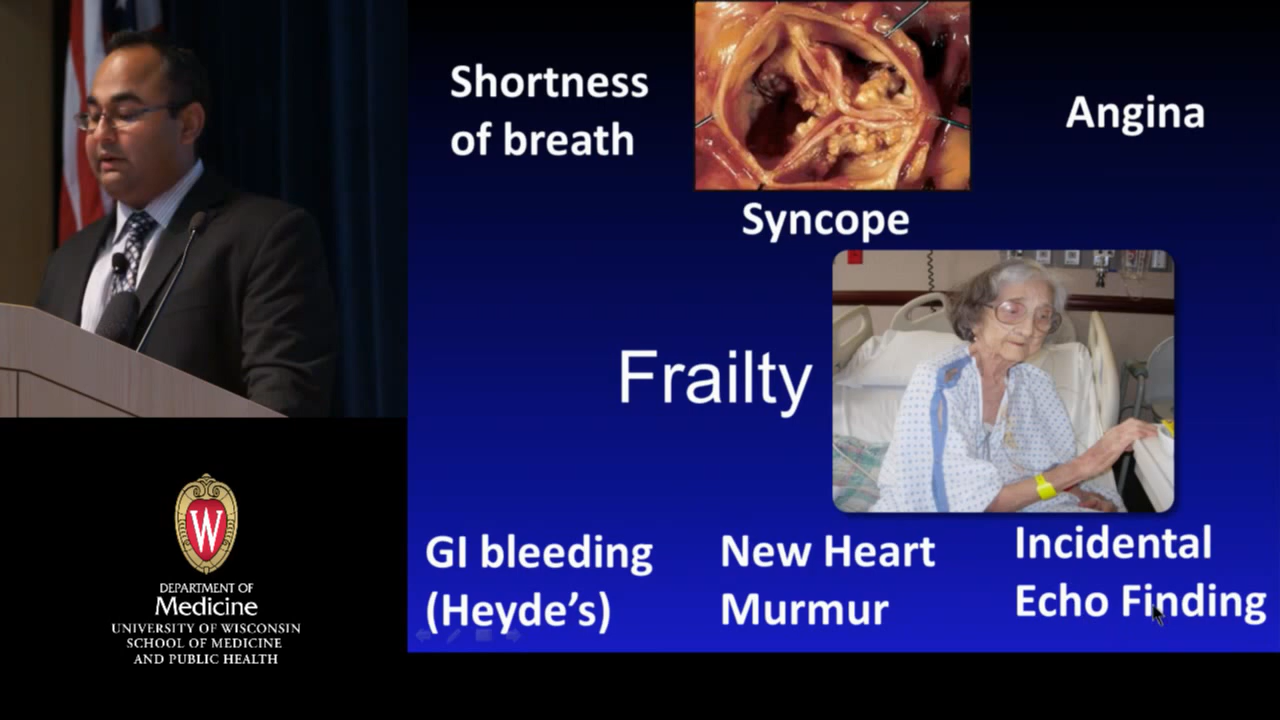 Shortness
of breath
Angina
Syncope
Frailty
GI bleeding
(Heyde's)
New Heart
Murmur
Incidental
Echo Finding
W
DEPARTMENT OF
Medicine
UNIVERSITY OF WISCONSIN
SCHOOL OF MEDICINE
AND PUBLIC HEALTH